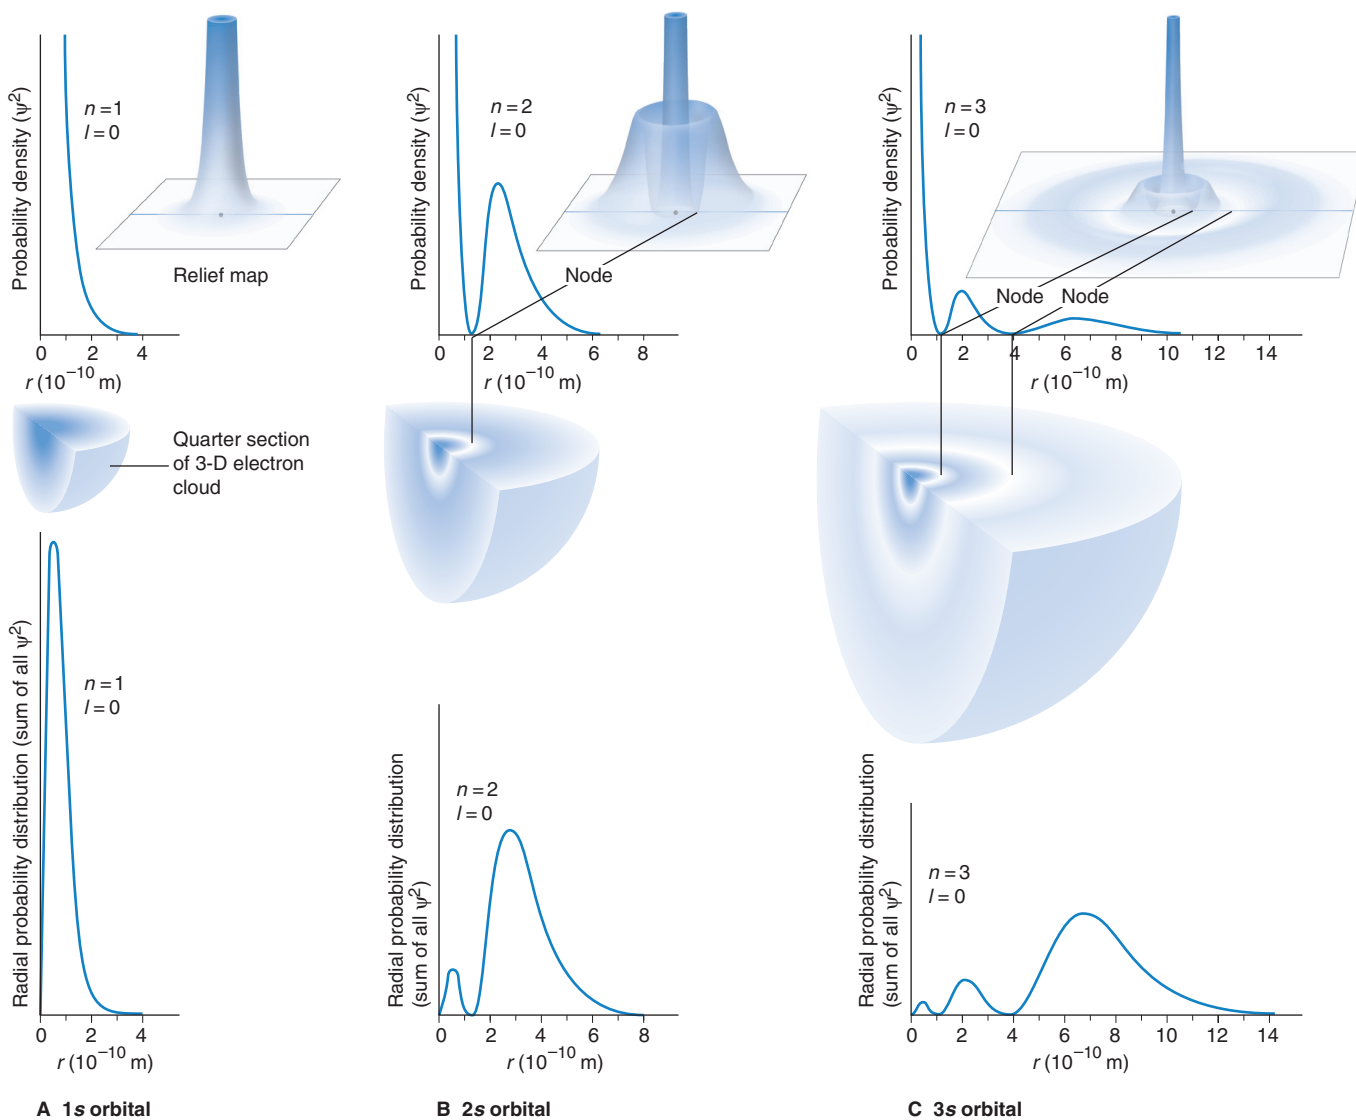 Probability density (ψ²)
n = 1
l = 0
Relief map
0 2 4
r (10⁻¹⁰ m)
Probability density (ψ²)
n = 2
l = 0
Node
0 2 4 6 8
r (10⁻¹⁰ m)
Probability density (ψ²)
n = 3
l = 0
Node Node
0 2 4 6 8 10 12 14
r (10⁻¹⁰ m)
Quarter section
of 3-D electron
cloud
Radial probability distribution (sum of all ψ²)
n = 1
l = 0
0 2 4
r (10⁻¹⁰ m)
Radial probability distribution
(sum of all ψ²)
n = 2
l = 0
0 2 4 6 8
r (10⁻¹⁰ m)
Radial probability distribution
(sum of all ψ²)
n = 3
l = 0
0 2 4 6 8 10 12 14
r (10⁻¹⁰ m)
A 1s orbital
B 2s orbital
C 3s orbital